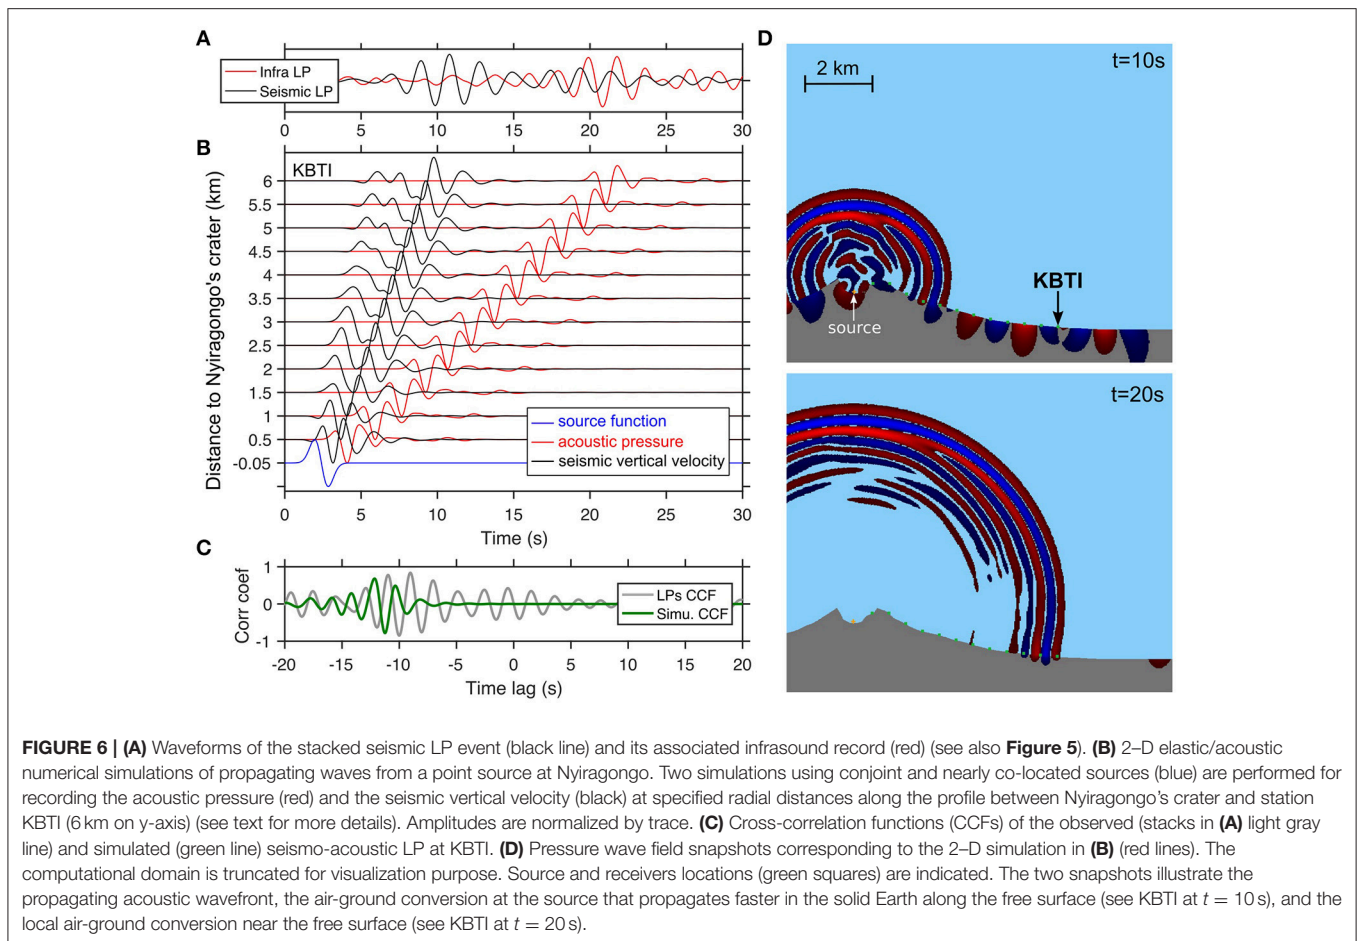 A
Infra LP
Seismic LP
0 5 10 15 20 25 30
B
KBTI
Distance to Nyiragongo's crater (km)
6
5.5
5
4.5
4
3.5
3
2.5
2
1.5
1
0.5
-0.05
source function
acoustic pressure
seismic vertical velocity
0 5 10 15 20 25 30
Time (s)
C
Corr coef
1
0
-1
LPs CCF
Simu. CCF
-20 -15 -10 -5 0 5 10 15 20
Time lag (s)
D
t=10s
2 km
KBTI
source
t=20s
FIGURE 6 | (A) Waveforms of the stacked seismic LP event (black line) and its associated infrasound record (red) (see also Figure 5). (B) 2–D elastic/acoustic
numerical simulations of propagating waves from a point source at Nyiragongo. Two simulations using conjoint and nearly co-located sources (blue) are performed for
recording the acoustic pressure (red) and the seismic vertical velocity (black) at specified radial distances along the profile between Nyiragongo's crater and station
KBTI (6 km on y-axis) (see text for more details). Amplitudes are normalized by trace. (C) Cross-correlation functions (CCFs) of the observed (stacks in (A) light gray
line) and simulated (green line) seismo-acoustic LP at KBTI. (D) Pressure wave field snapshots corresponding to the 2–D simulation in (B) (red lines). The
computational domain is truncated for visualization purpose. Source and receivers locations (green squares) are indicated. The two snapshots illustrate the
propagating acoustic wavefront, the air-ground conversion at the source that propagates faster in the solid Earth along the free surface (see KBTI at t = 10 s), and the
local air-ground conversion near the free surface (see KBTI at t = 20 s).